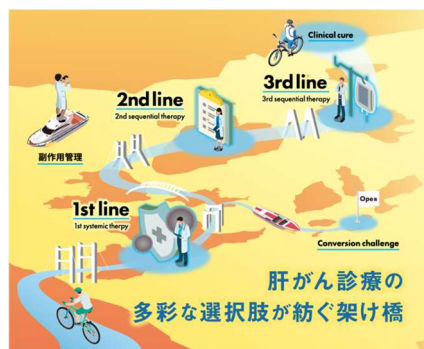 Clinical cure
3rd line
3rd sequential therapy
2nd line
2nd sequential therapy
副作用管理
1st line
1st systemic therpy
Opes
Conversion challenge
肝がん診療の
多彩な選択肢が紡ぐ架け橋